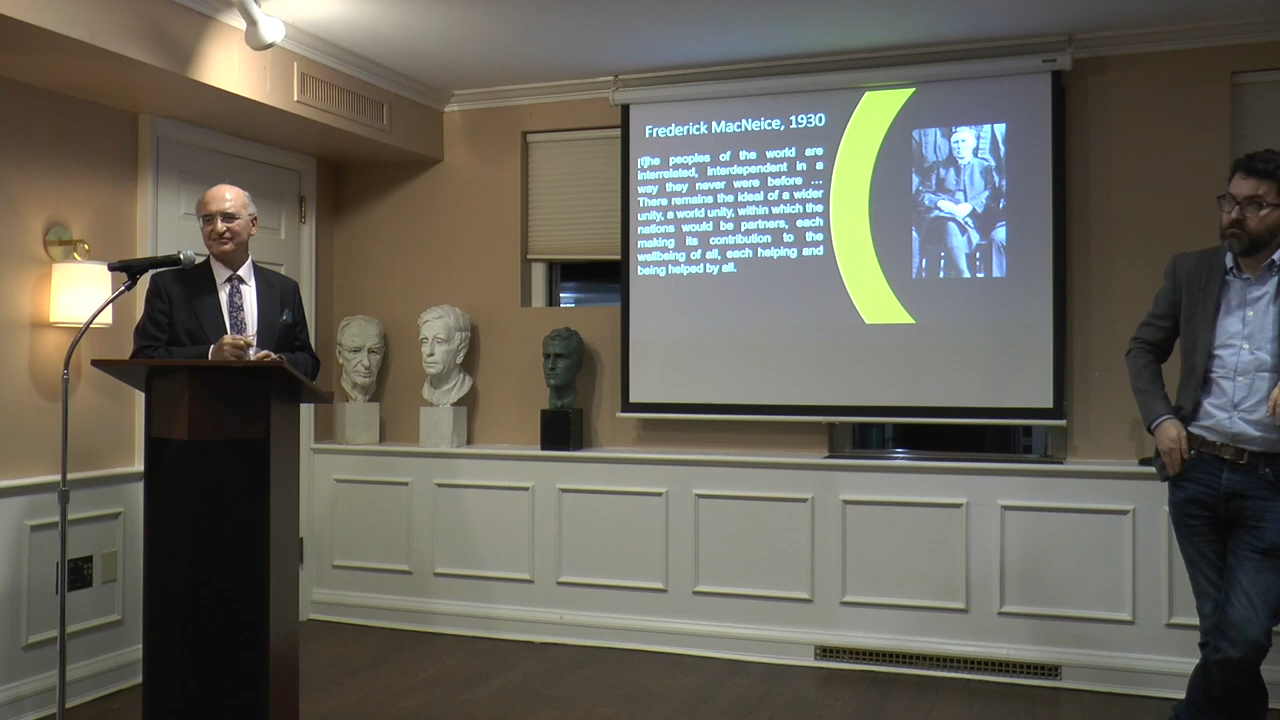 Frederick MacNeice, 1930
[t]he peoples of the world are
interrelated, interdependent in a
way they never were before ...
There remains the ideal of a wider
unity, a world unity, within which the
nations would be partners, each
making its contribution to the
wellbeing of all, each helping and
being helped by all.